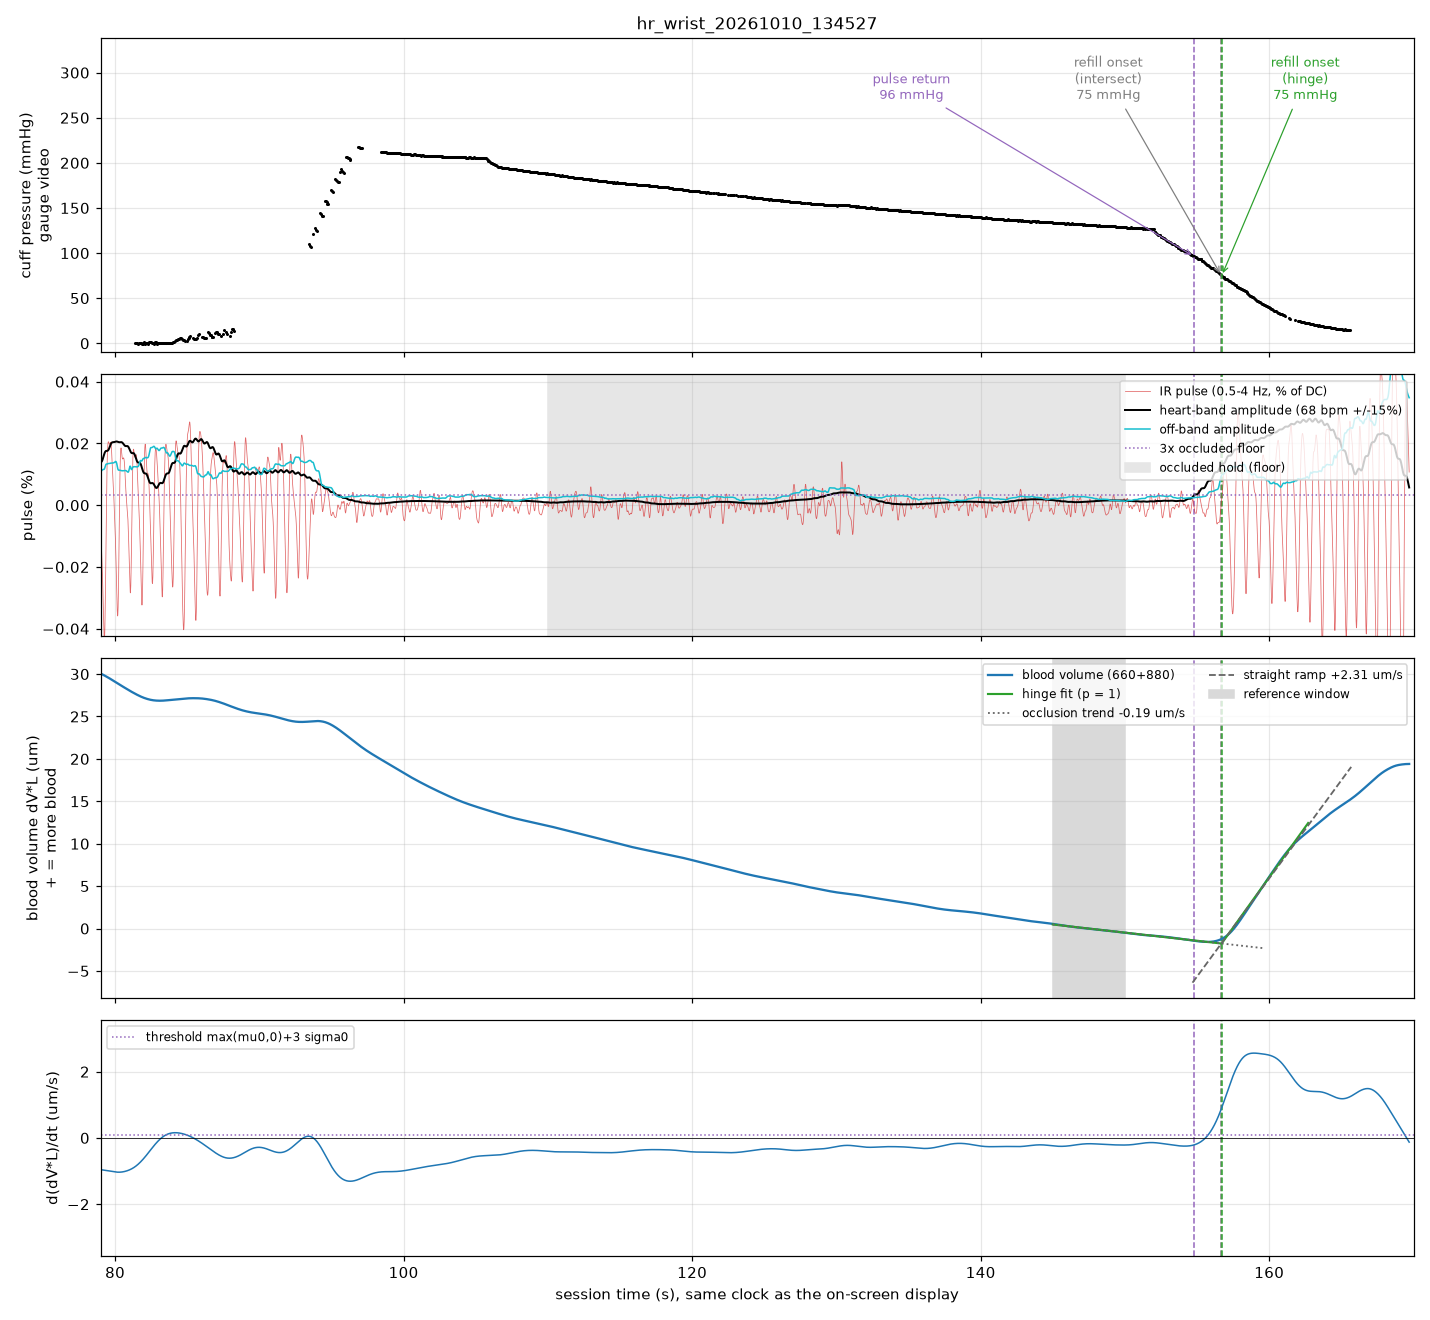 hr_wrist_20261010_134527
cuff pressure (mmHg)
gauge video
300
250
200
150
100
50
0
pulse return
96 mmHg
refill onset
(intersect)
75 mmHg
refill onset
(hinge)
75 mmHg
pulse (%)
0.04
0.02
0.00
−0.02
−0.04
IR pulse (0.5-4 Hz, % of DC)
heart-band amplitude (68 bpm +/-15%)
off-band amplitude
3x occluded floor
occluded hold (floor)
blood volume dV*L (um)
+ = more blood
30
25
20
15
10
5
0
−5
blood volume (660+880)
hinge fit (p = 1)
occlusion trend -0.19 um/s
straight ramp +2.31 um/s
reference window
d(dV*L)/dt (um/s)
2
0
−2
threshold max(mu0,0)+3 sigma0
80
100
120
140
160
session time (s), same clock as the on-screen display